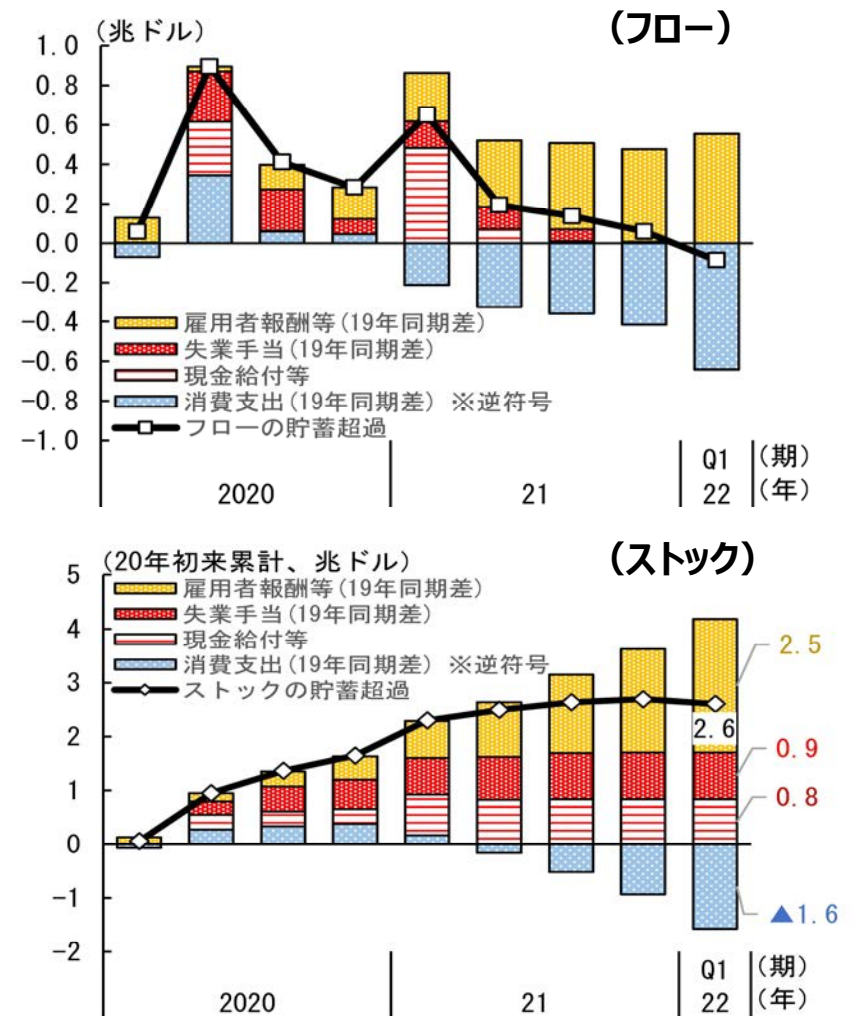 (兆ドル)
(フロー)
1.0
0.8
0.6
0.4
0.2
0.0
-0.2
-0.4
-0.6
-0.8
-1.0
雇用者報酬等(19年同期差)
失業手当(19年同期差)
現金給付等
消費支出(19年同期差) ※逆符号
フローの貯蓄超過
Q1 (期)
2020 21 22 (年)
(20年初来累計、兆ドル)
(ストック)
5
4
3
2
1
0
-1
-2
雇用者報酬等(19年同期差)
失業手当(19年同期差)
現金給付等
消費支出(19年同期差) ※逆符号
ストックの貯蓄超過
2.5
2.6
0.9
0.8
▲1.6
Q1 (期)
2020 21 22 (年)